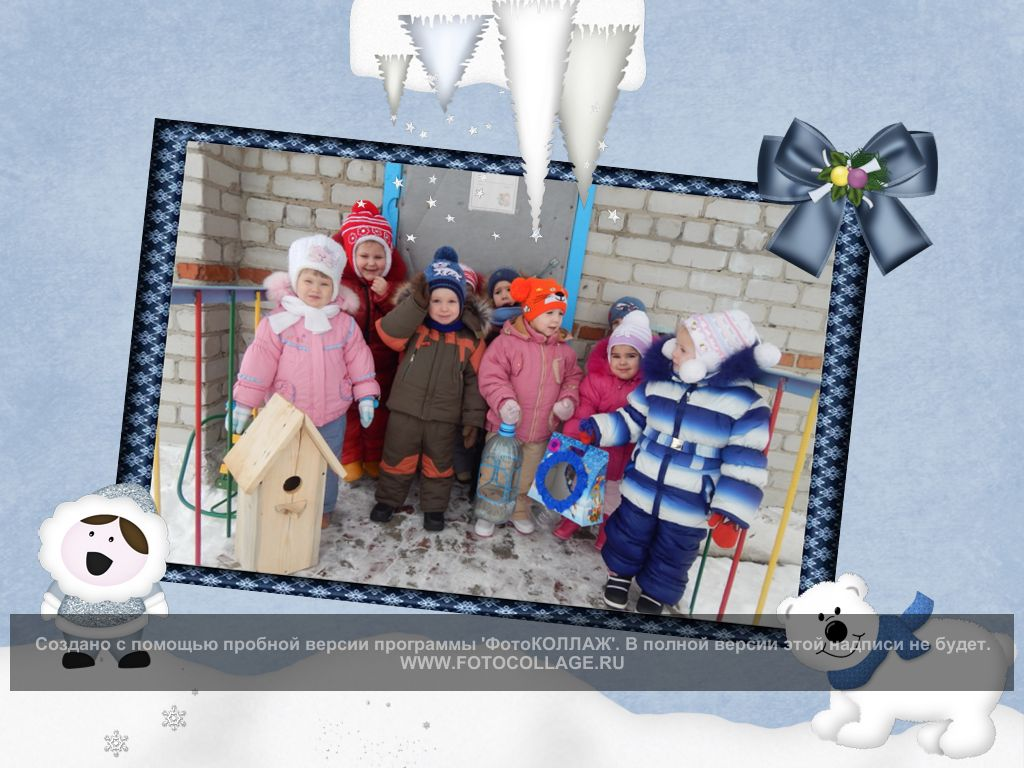 Создано с помощью пробной версии программы 'ФотоКОЛЛАЖ'. В полной версии этой надписи не будет.
WWW.FOTOCOLLAGE.RU